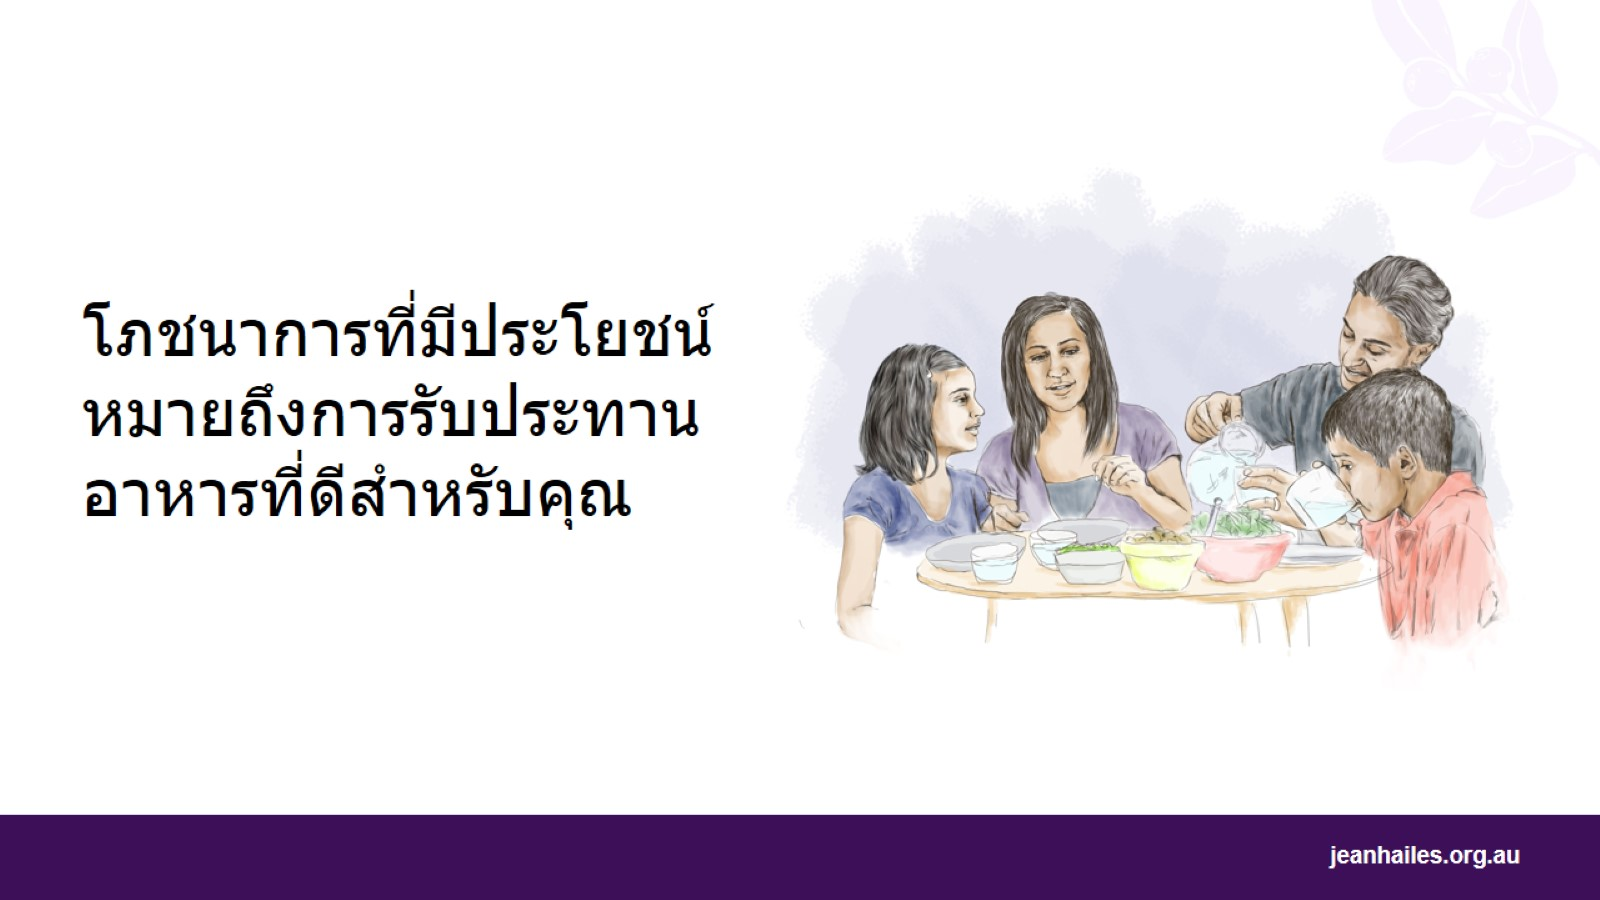 โภชนาการที่มีประโยชน์
หมายถึงการรับประทาน
อาหารที่ดีสำหรับคุณ
jeanhailes.org.au